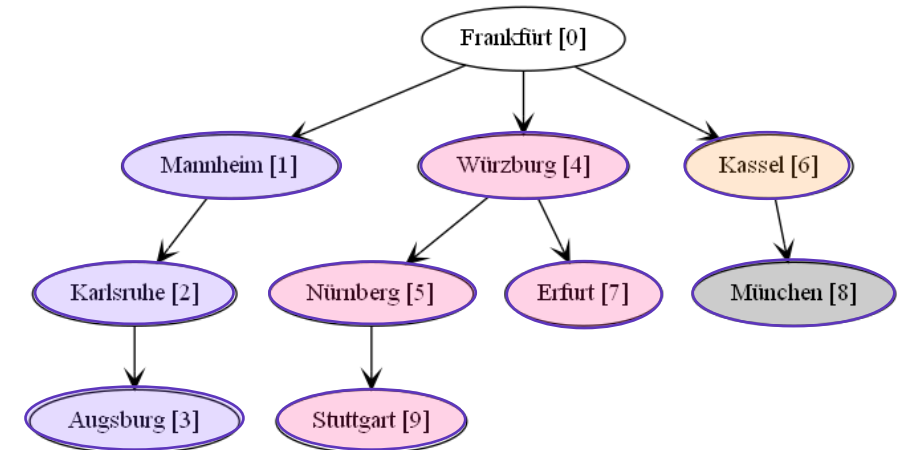 Frankfürt [0]
Mannheim [1]
Würzburg [4]
Kassel [6]
Karlsruhe [2]
Nürnberg [5]
Erfurt [7]
München [8]
Augsburg [3]
Stuttgart [9]